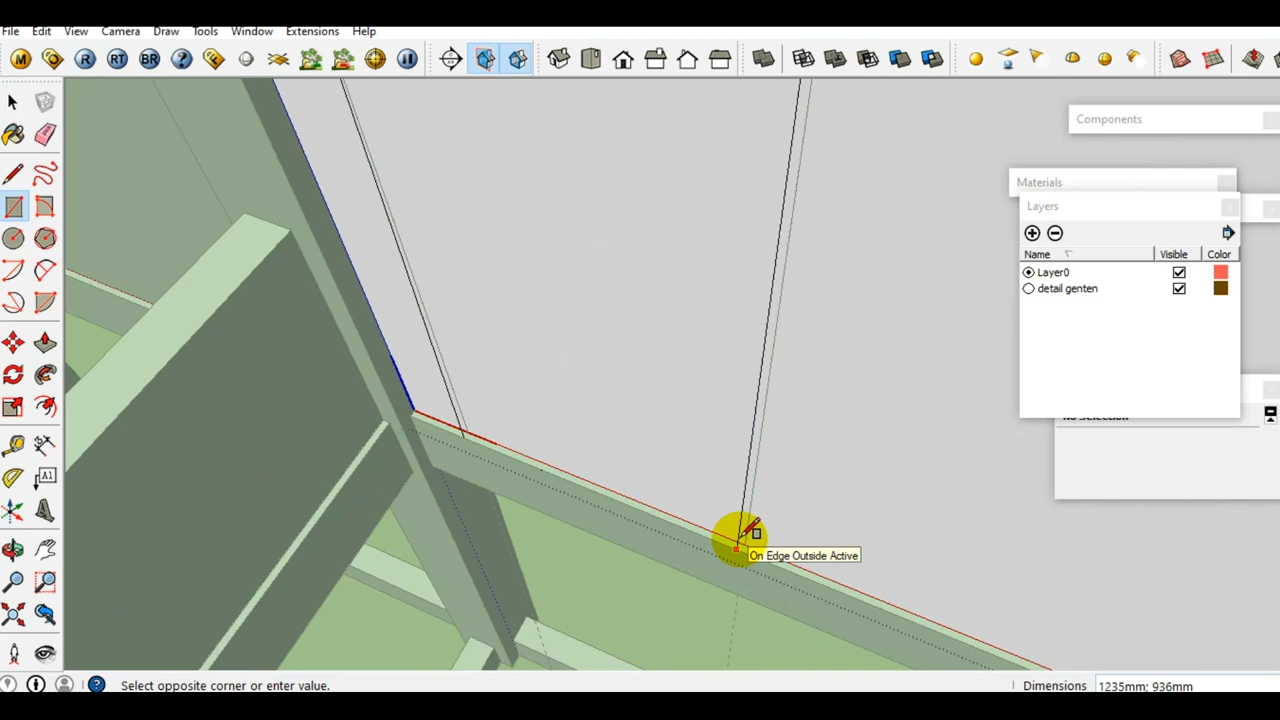 File Edit View Camera Draw Tools Window Extensions Help
M R RT BR ?
Components
Materials
Layers
Name Visible Color
Layer0
detail genten
A1
On Edge Outside Active
Select opposite corner or enter value. Dimensions 1235mm; 936mm